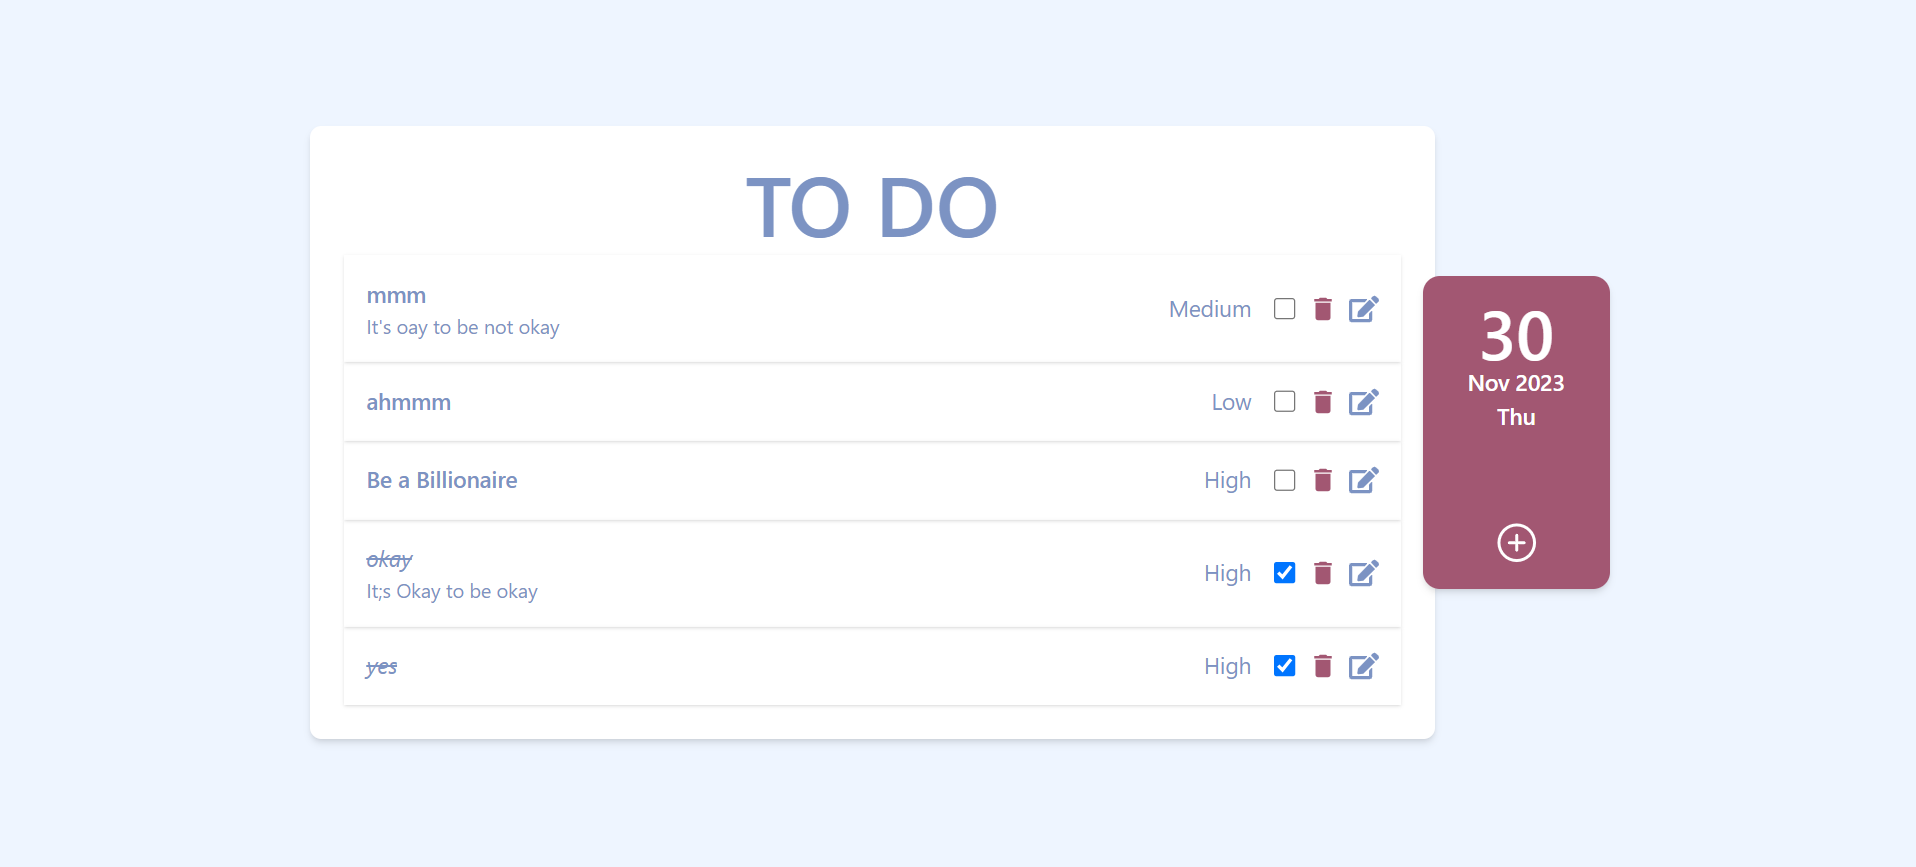 TO DO
mmm
It's oay to be not okay
Medium
ahmmm
Low
Be a Billionaire
High
okay
It;s Okay to be okay
High
yes
High
30
Nov 2023
Thu